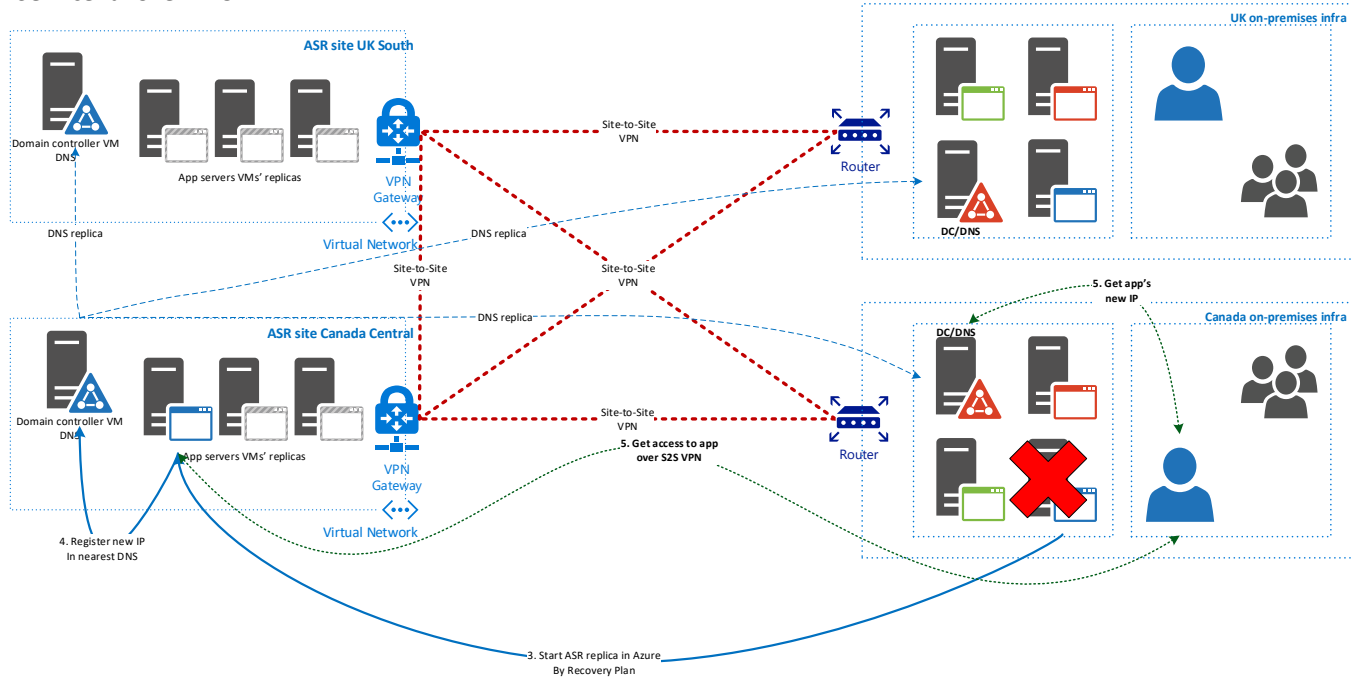 UK on-premises infra
ASR site UK South
Domain controller VM
DNS
App servers VMs’ replicas
VPN
Gateway
Virtual Network
Site-to-Site
VPN
Router
DC/DNS
DNS replica
DNS replica
Site-to-Site
VPN
Site-to-Site
VPN
5. Get app’s
new IP
DNS replica
Canada on-premises infra
ASR site Canada Central
DC/DNS
Domain controller VM
DNS
App servers VMs’ replicas
VPN
Gateway
Virtual Network
Site-to-Site
VPN
Router
5. Get access to app
over S2S VPN
4. Register new IP
In nearest DNS
3. Start ASR replica in Azure
By Recovery Plan